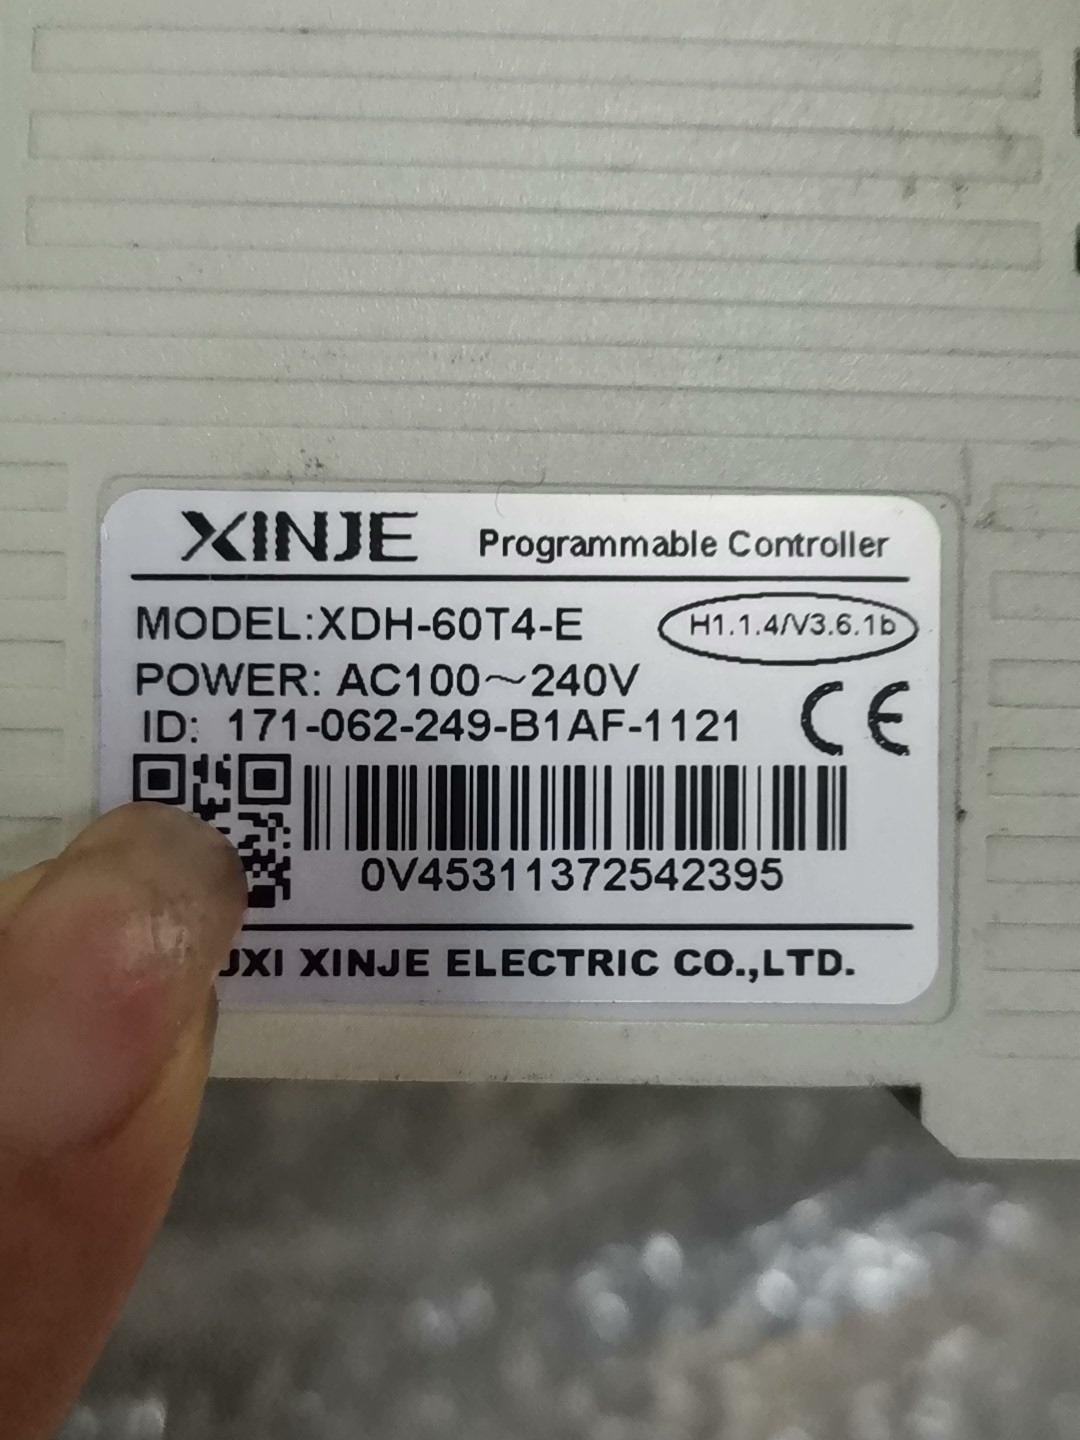 XINJE Programmable Controller
MODEL:XDH-60T4-E H1.1.4/V3.6.1b
POWER: AC100～240V
ID: 171-062-249-B1AF-1121 CE
0V45311372542395
XINJE ELECTRIC CO.,LTD.